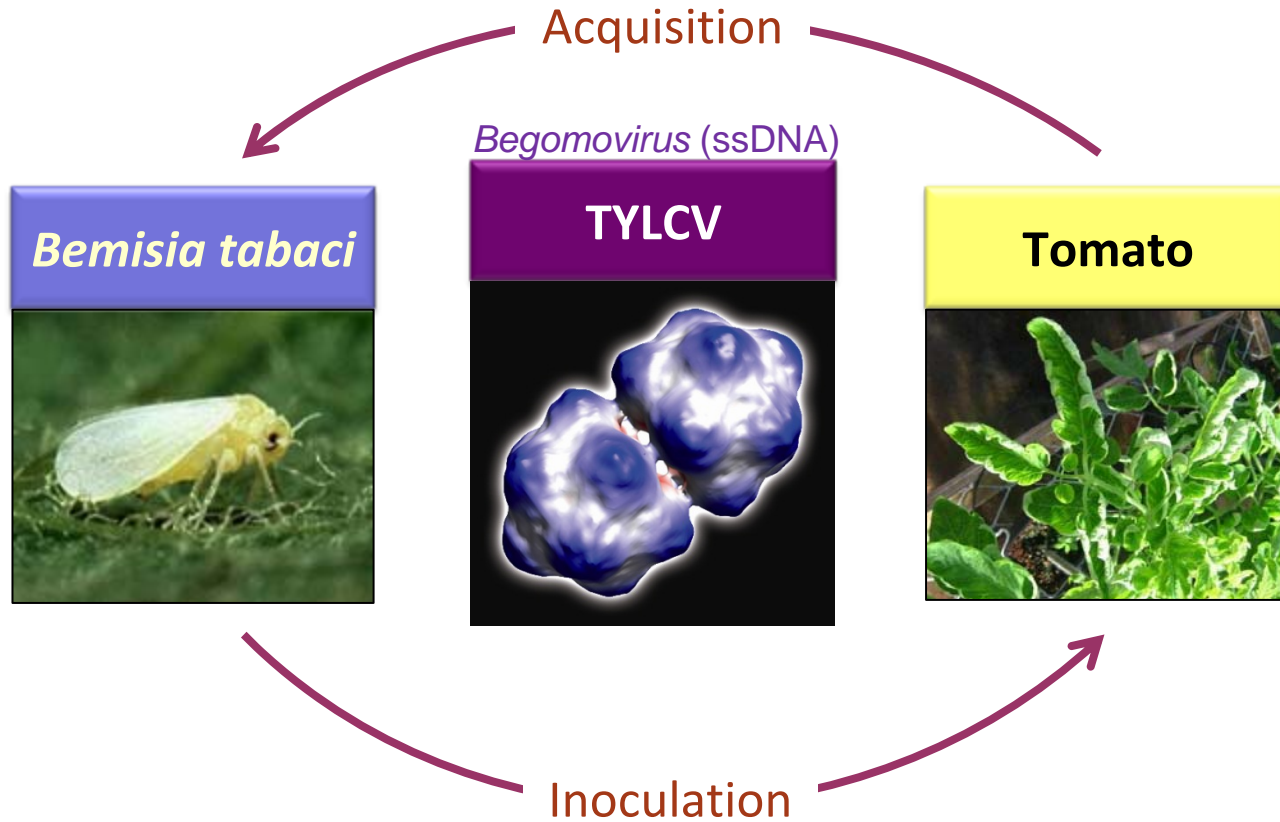 Acquisition
Begomovirus (ssDNA)
Bemisia tabaci
TYLCV
Tomato
Inoculation